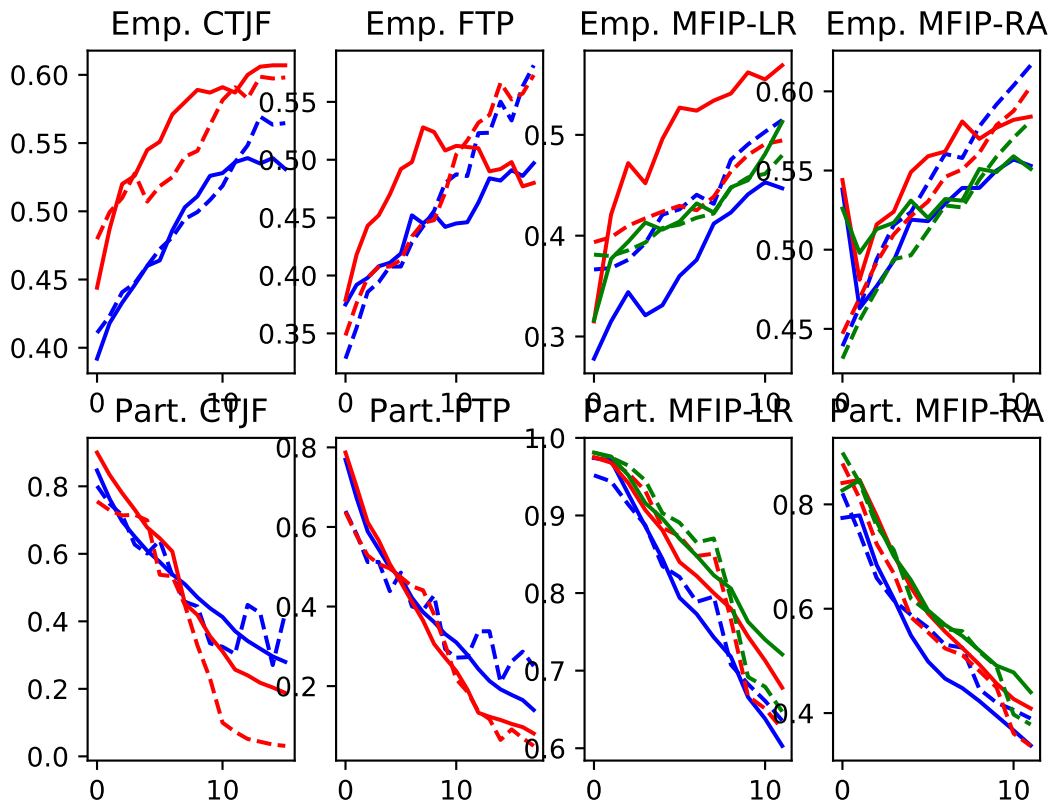 Emp. CTJF Emp. FTP Emp. MFIP-LR Emp. MFIP-RA
0.60 0.55 0.50 0.45 0.40
0 10
0.55 0.50 0.45 0.40 0.35
0 10
0.5 0.4 0.3
0 10
0.60 0.55 0.50 0.45
0 10
Part. CTJF Part. FTP Part. MFIP-LR Part. MFIP-RA
0.8 0.6 0.4 0.2 0.0
0 10
0.8 0.6 0.4 0.2
0 10
1.0 0.9 0.8 0.7 0.6
0 10
0.8 0.6 0.4
0 10